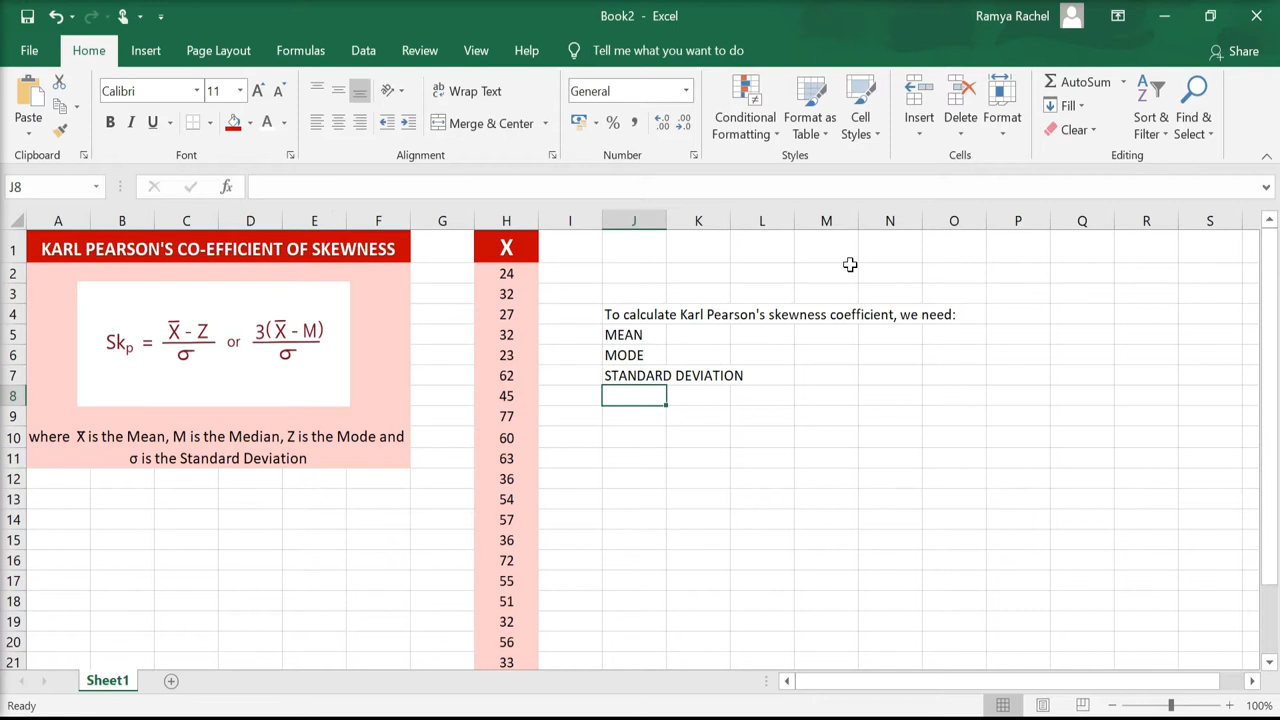 Book2 - Excel
Ramya Rachel
File Home Insert Page Layout Formulas Data Review View Help Tell me what you want to do Share
Paste
Clipboard
Calibri 11 A A
B I U A
Font
ab Wrap Text
Merge & Center
Alignment
General
% ,
Number
Conditional Formatting
Format as Table
Cell Styles
Styles
Insert Delete Format
Cells
AutoSum
Fill
Clear
Sort & Filter
Find & Select
Editing
J8 fx
A B C D E F G H I J K L M N O P Q R S
1 KARL PEARSON'S CO-EFFICIENT OF SKEWNESS X
2 24
3 32
4 27 To calculate Karl Pearson's skewness coefficient, we need:
5 32 MEAN
6 23 MODE
7 62 STANDARD DEVIATION
Skp = X̅ - Z / σ or 3(X̅ - M) / σ
8 45
9 77
10 where X̅ is the Mean, M is the Median, Z is the Mode and 60
11 σ is the Standard Deviation 63
12 36
13 54
14 57
15 36
16 72
17 55
18 51
19 32
20 56
21 33
Sheet1
Ready 100%